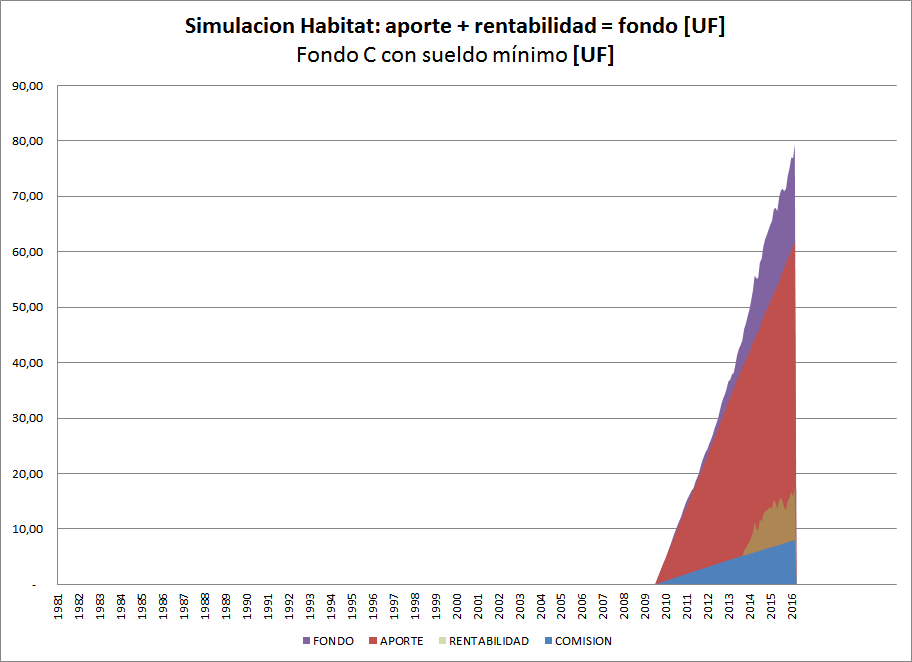 Simulacion Habitat: aporte + rentabilidad = fondo [UF]
Fondo C con sueldo mínimo [UF]
90,00
80,00
70,00
60,00
50,00
40,00
30,00
20,00
10,00
-
1981 1982 1983 1984 1985 1986 1987 1988 1989 1990 1991 1992 1993 1994 1995 1996 1997 1998 1999 2000 2001 2002 2003 2004 2005 2006 2007 2008 2009 2010 2011 2012 2013 2014 2015 2016
FONDO APORTE RENTABILIDAD COMISION